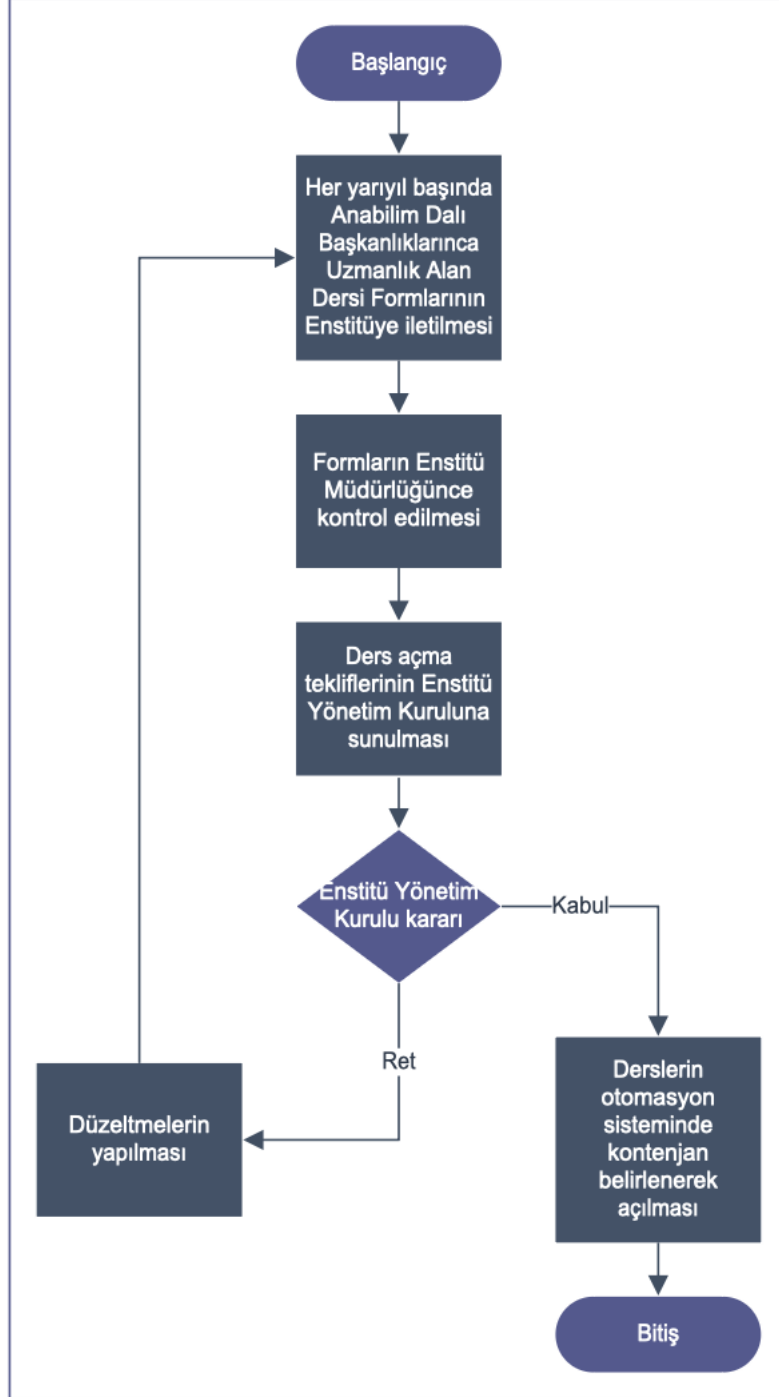 Başlangıç
Her yarıyıl başında
Anabilim Dalı
Başkanlıklarınca
Uzmanlık Alan
Dersi Formlarının
Enstitüye iletilmesi
Formların Enstitü
Müdürlüğünce
kontrol edilmesi
Ders açma
tekliflerinin Enstitü
Yönetim Kuruluna
sunulması
Enstitü Yönetim
Kurulu kararı
Kabul
Ret
Düzeltmelerin
yapılması
Derslerin
otomasyon
sisteminde
kontenjan
belirlenerek
açılması
Bitiş